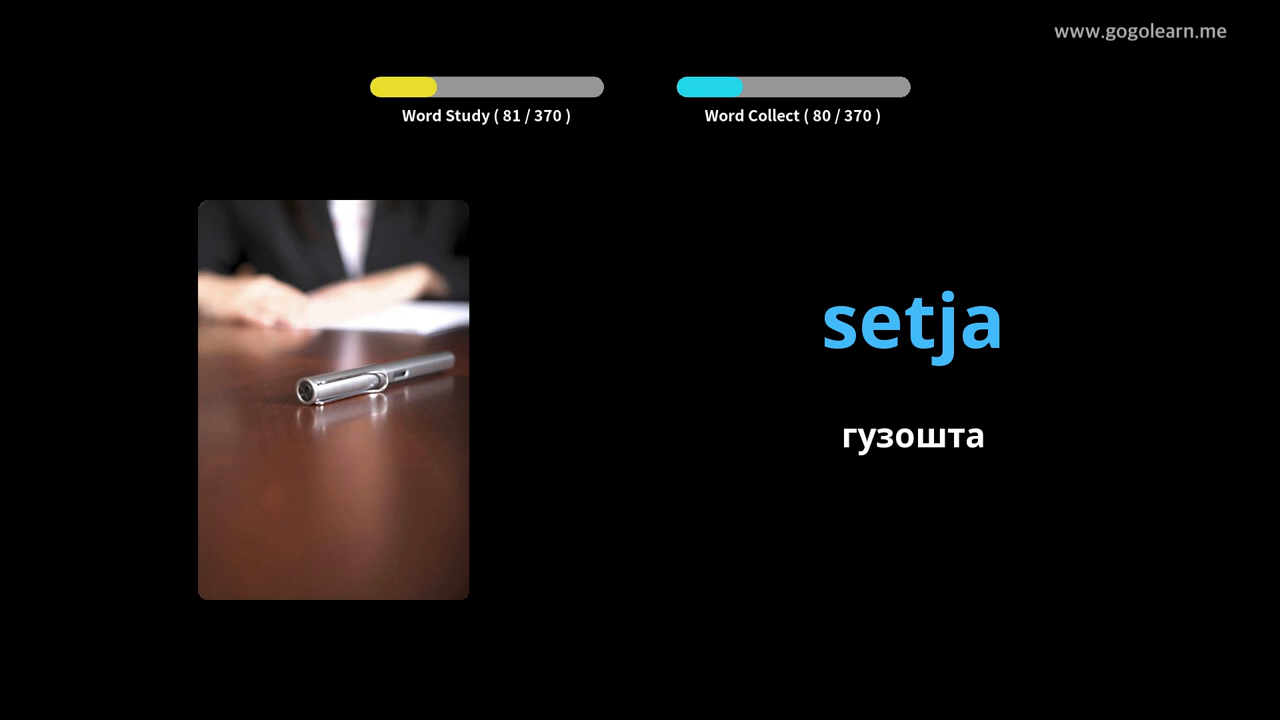 www.gogolearn.me
Word Study ( 81 / 370 )
Word Collect ( 80 / 370 )
setja
гузошта